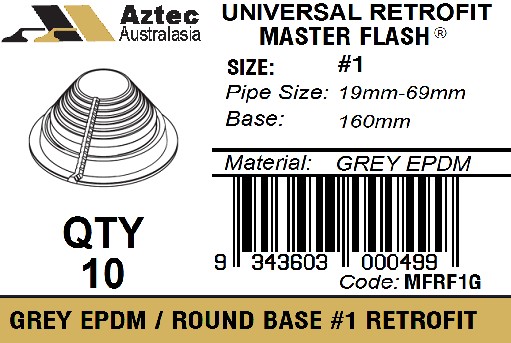 Aztec
Australasia
UNIVERSAL RETROFIT
MASTER FLASH®
SIZE: #1
Pipe Size: 19mm-69mm
Base: 160mm
Material: GREY EPDM
QTY
10
9 343603 000499
Code: MFRF1G
GREY EPDM / ROUND BASE #1 RETROFIT